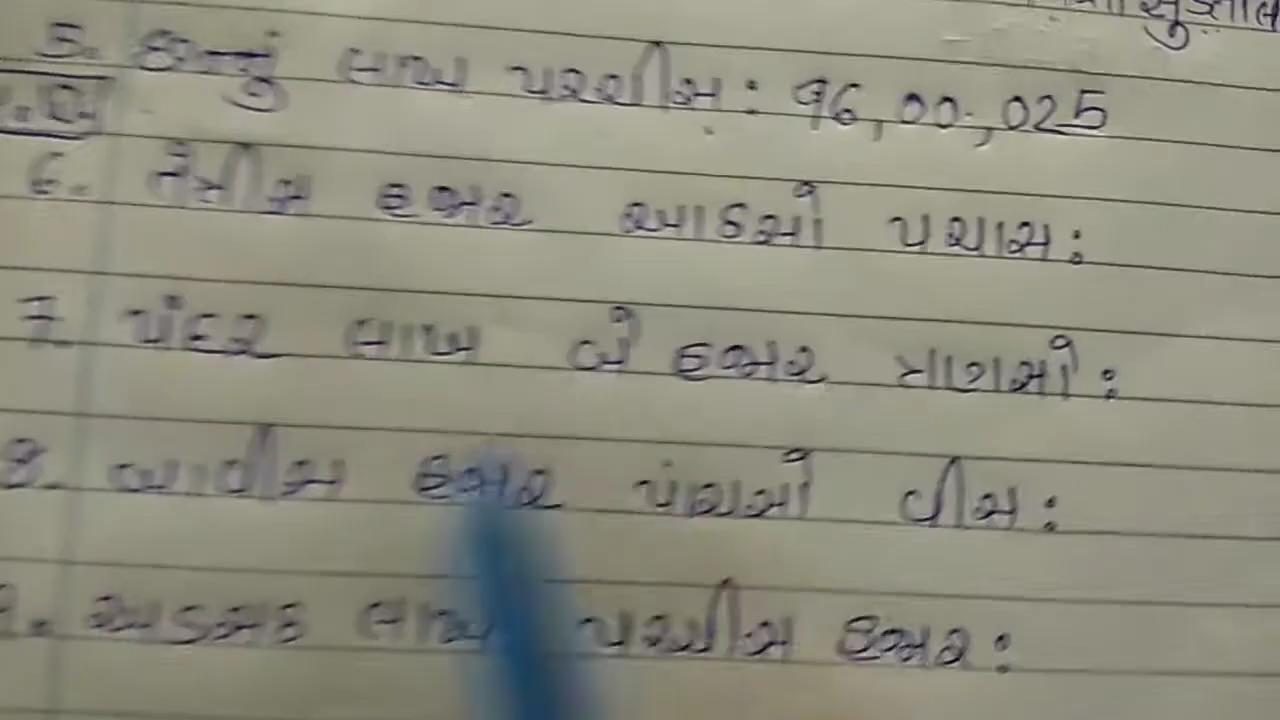 5. છન્નું લાખ પચ્ચીસ : 96,00,025
6. તેત્રીસ હજાર આઠસો પચાસ :
7 પંદર લાખ બે હજાર ત્રણસો :
8. બાવીસ હજાર પાંચસો વીસ :
9. અડસઠ લાખ પચ્ચીસ હજાર :